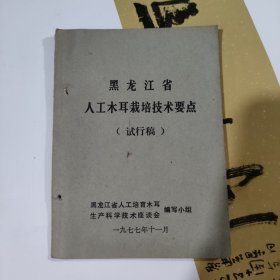 黑龙江省
人工木耳栽培技术要点
（试行稿）
黑龙江省人工培育木耳
生产科学技术座谈会 编写小组
一九七七年十一月